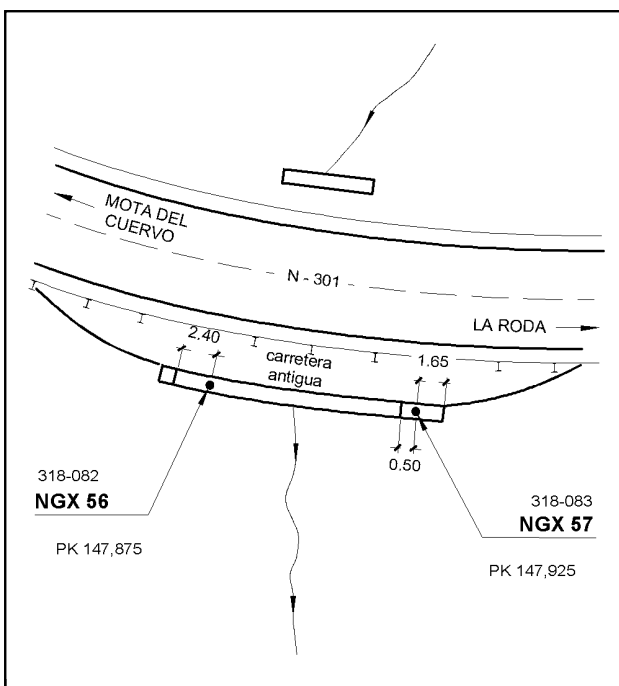 MOTA DEL
CUERVO
N - 301
LA RODA
2.40
carretera
antigua
1.65
0.50
318-082
NGX 56
PK 147,875
318-083
NGX 57
PK 147,925